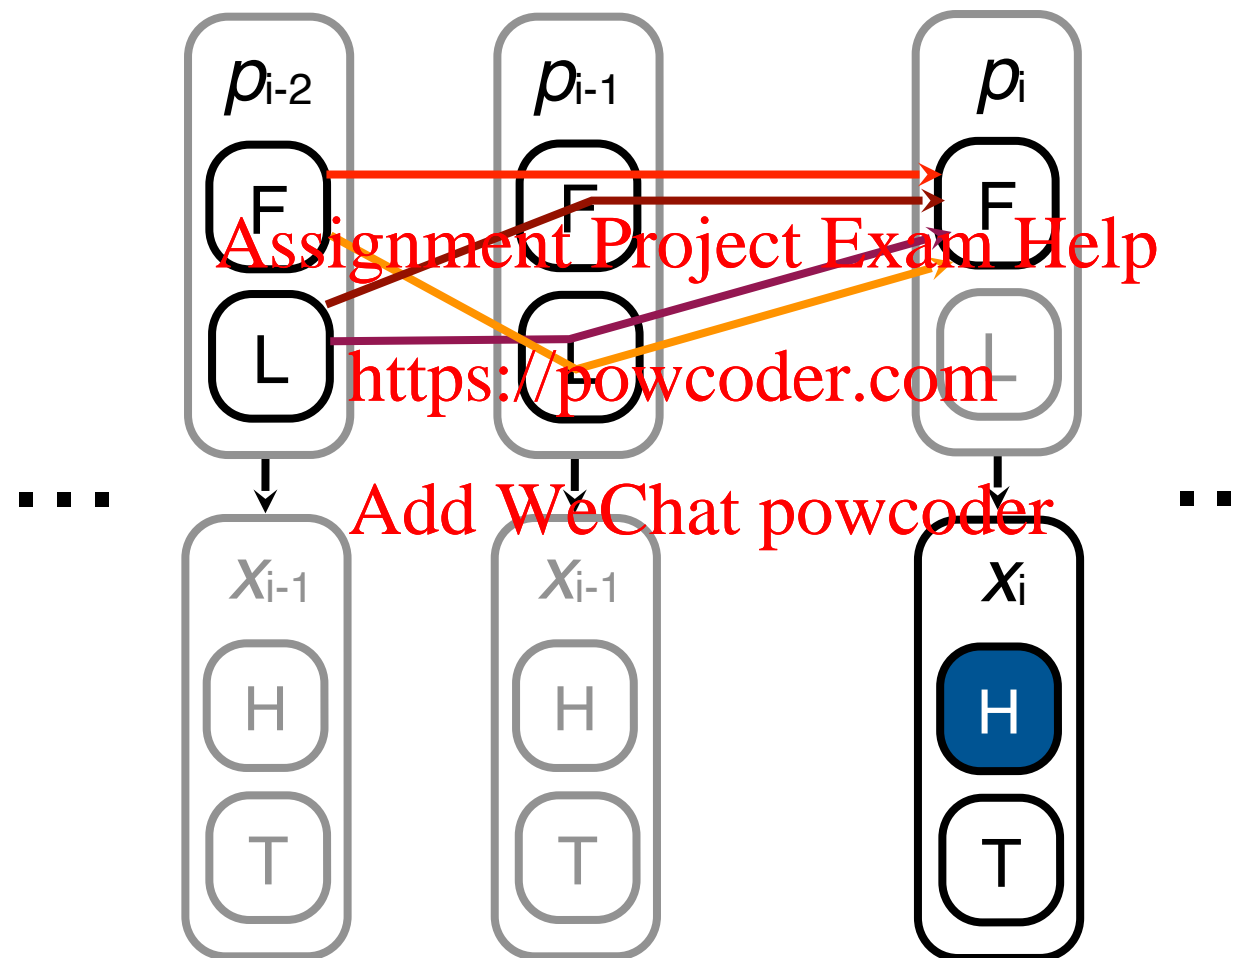 pi-2 pi-1 pi
F F F
Assignment Project Exam Help
L L L
https://powcoder.com
... ..
Add WeChat powcoder
xi-1 xi-1 xi
H H H
T T T